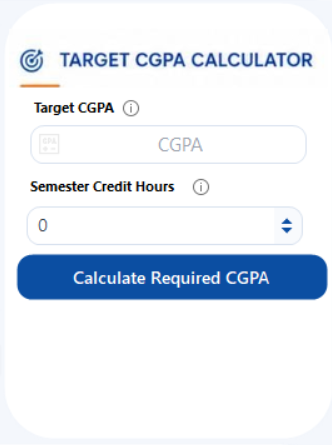 TARGET CGPA CALCULATOR
Target CGPA
CGPA
Semester Credit Hours
0
Calculate Required CGPA